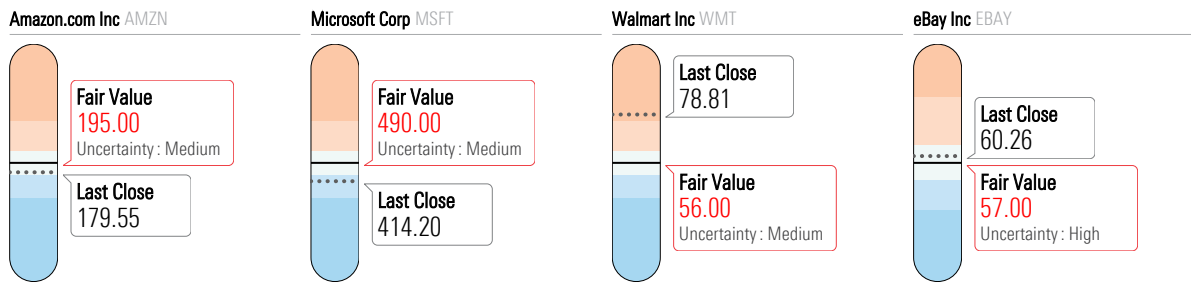 Amazon.com Inc AMZN
Fair Value
195.00
Uncertainty : Medium
Last Close
179.55
Microsoft Corp MSFT
Fair Value
490.00
Uncertainty : Medium
Last Close
414.20
Walmart Inc WMT
Last Close
78.81
Fair Value
56.00
Uncertainty : Medium
eBay Inc EBAY
Last Close
60.26
Fair Value
57.00
Uncertainty : High